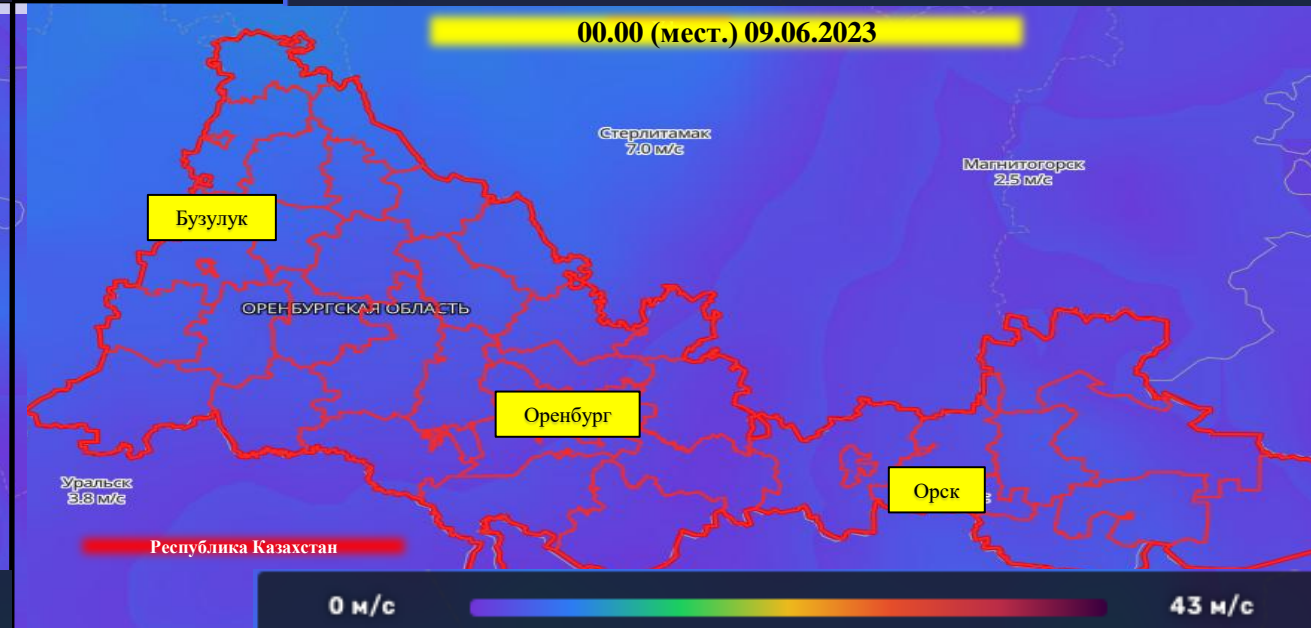 00.00 (мест.) 09.06.2023
Стерлитамак
7.0 м/с
Магнитогорск
2.5 м/с
Бузулук
ОРЕНБУРГСКАЯ ОБЛАСТЬ
Оренбург
Орск
Уральск
3.8 м/с
Республика Казахстан
0 м/с
43 м/с